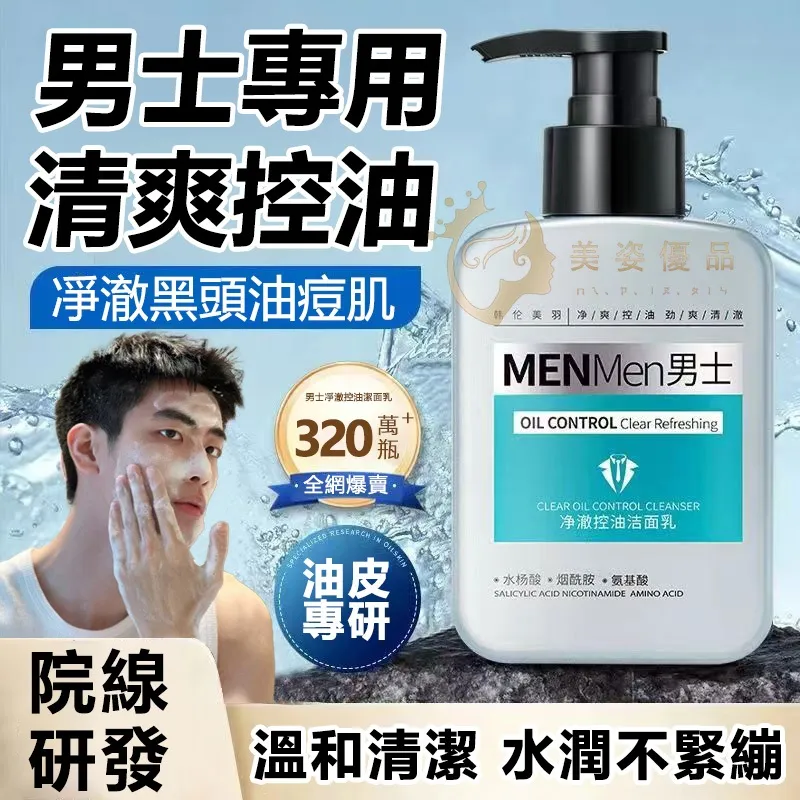 男士專用
清爽控油
淨澈黑頭油痘肌
男士淨澈控油潔面乳
320萬瓶+
·全網爆賣·
SPECIALIZED RESEARCH IN OILSKIN
油皮
專研
院線
研發
溫和清潔 水潤不緊繃
美姿優品
韩伦美羽 净/爽/控/油 劲/爽/清/澈
MENMen男士
OIL CONTROL Clear Refreshing
CLEAR OIL CONTROL CLEANSER
净澈控油洁面乳
•水杨酸 •烟酰胺 •氨基酸
SALICYLIC ACID NICOTINAMIDE AMINO ACID